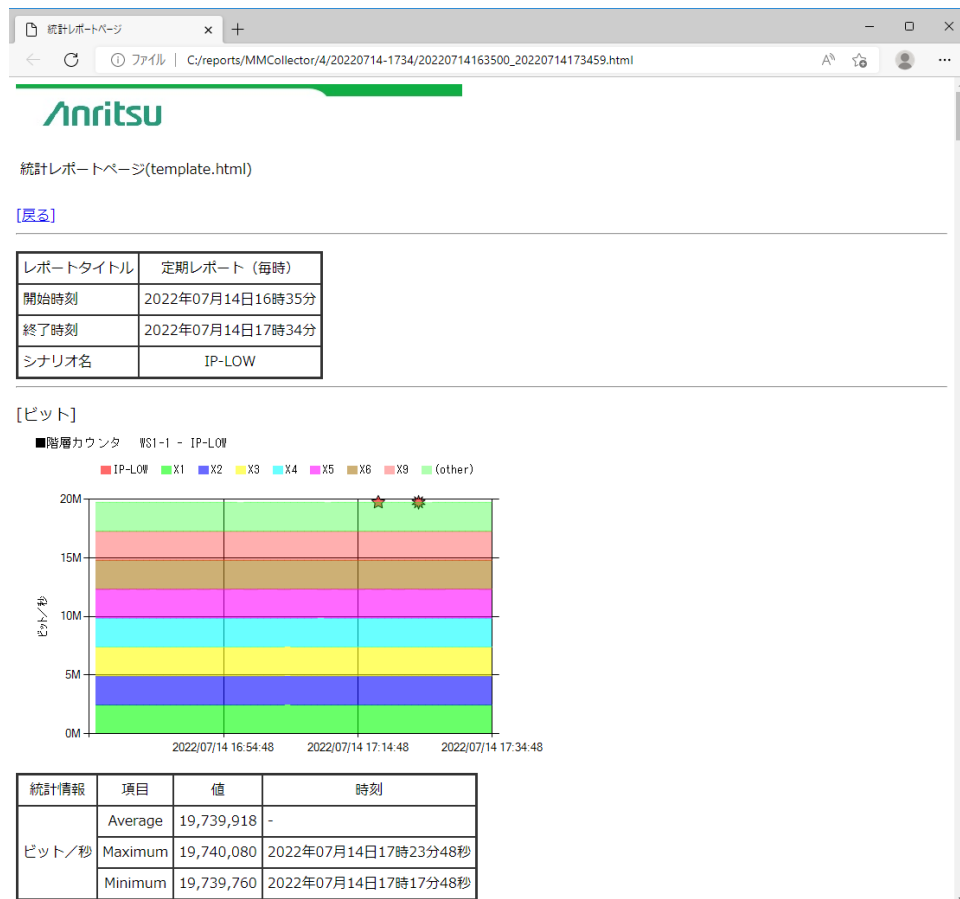 統計レポートページ
ファイル | C:/reports/MMCollector/4/20220714-1734/20220714163500_20220714173459.html
Anritsu
統計レポートページ(template.html)
[戻る]
レポートタイトル 定期レポート（毎時）
開始時刻 2022年07月14日16時35分
終了時刻 2022年07月14日17時34分
シナリオ名 IP-LOW
[ビット]
■階層カウンタ WS1-1 - IP-LOW
IP-LOW X1 X2 X3 X4 X5 X6 X9 (other)
20M
15M
10M
5M
0M
ビット／秒
2022/07/14 16:54:48 2022/07/14 17:14:48 2022/07/14 17:34:48
統計情報 項目 値 時刻
ビット／秒 Average 19,739,918 -
Maximum 19,740,080 2022年07月14日17時23分48秒
Minimum 19,739,760 2022年07月14日17時17分48秒